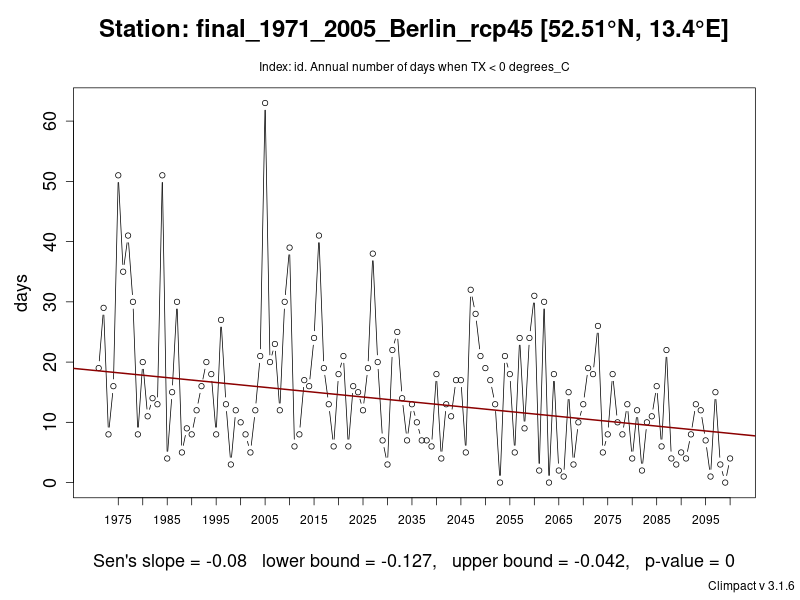 Station: final_1971_2005_Berlin_rcp45 [52.51°N, 13.4°E]
Index: id. Annual number of days when TX < 0 degrees_C
60
50
40
30
20
10
0
days
1975 1985 1995 2005 2015 2025 2035 2045 2055 2065 2075 2085 2095
Sen's slope = -0.08 lower bound = -0.127, upper bound = -0.042, p-value = 0
Climpact v 3.1.6